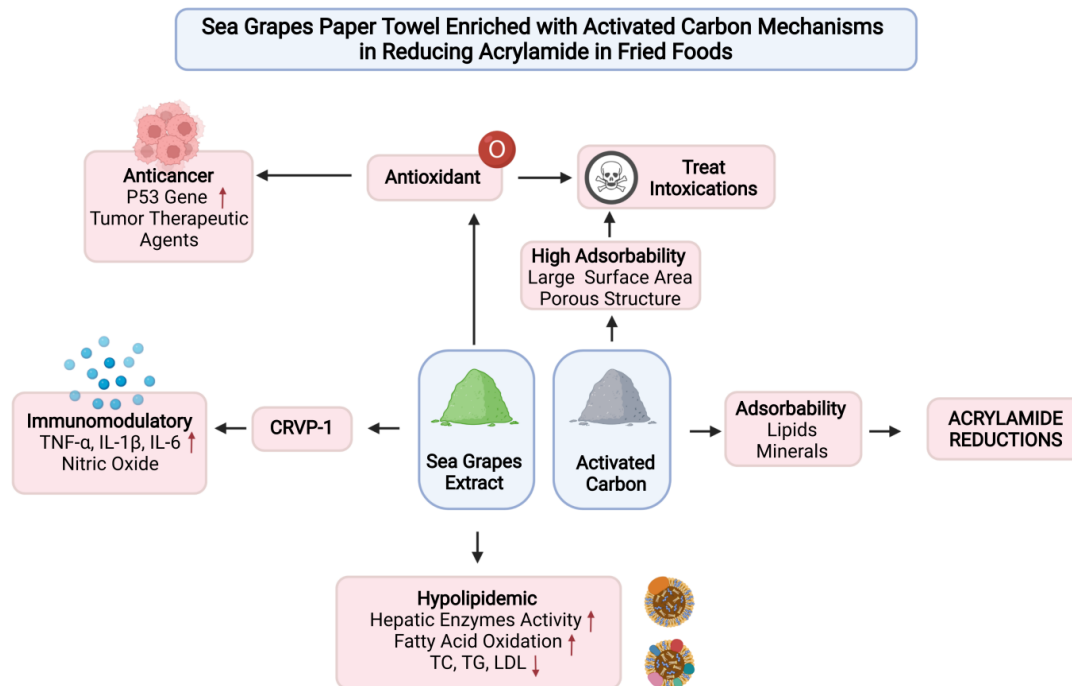 Sea Grapes Paper Towel Enriched with Activated Carbon Mechanisms
in Reducing Acrylamide in Fried Foods
Anticancer
P53 Gene ↑
Tumor Therapeutic
Agents
Antioxidant
O
Treat
Intoxications
High Adsorbability
Large Surface Area
Porous Structure
Immunomodulatory
TNF-α, IL-1β, IL-6 ↑
Nitric Oxide
CRVP-1
Sea Grapes
Extract
Activated
Carbon
Adsorbability
Lipids
Minerals
ACRYLAMIDE
REDUCTIONS
Hypolipidemic
Hepatic Enzymes Activity ↑
Fatty Acid Oxidation ↑
TC, TG, LDL ↓